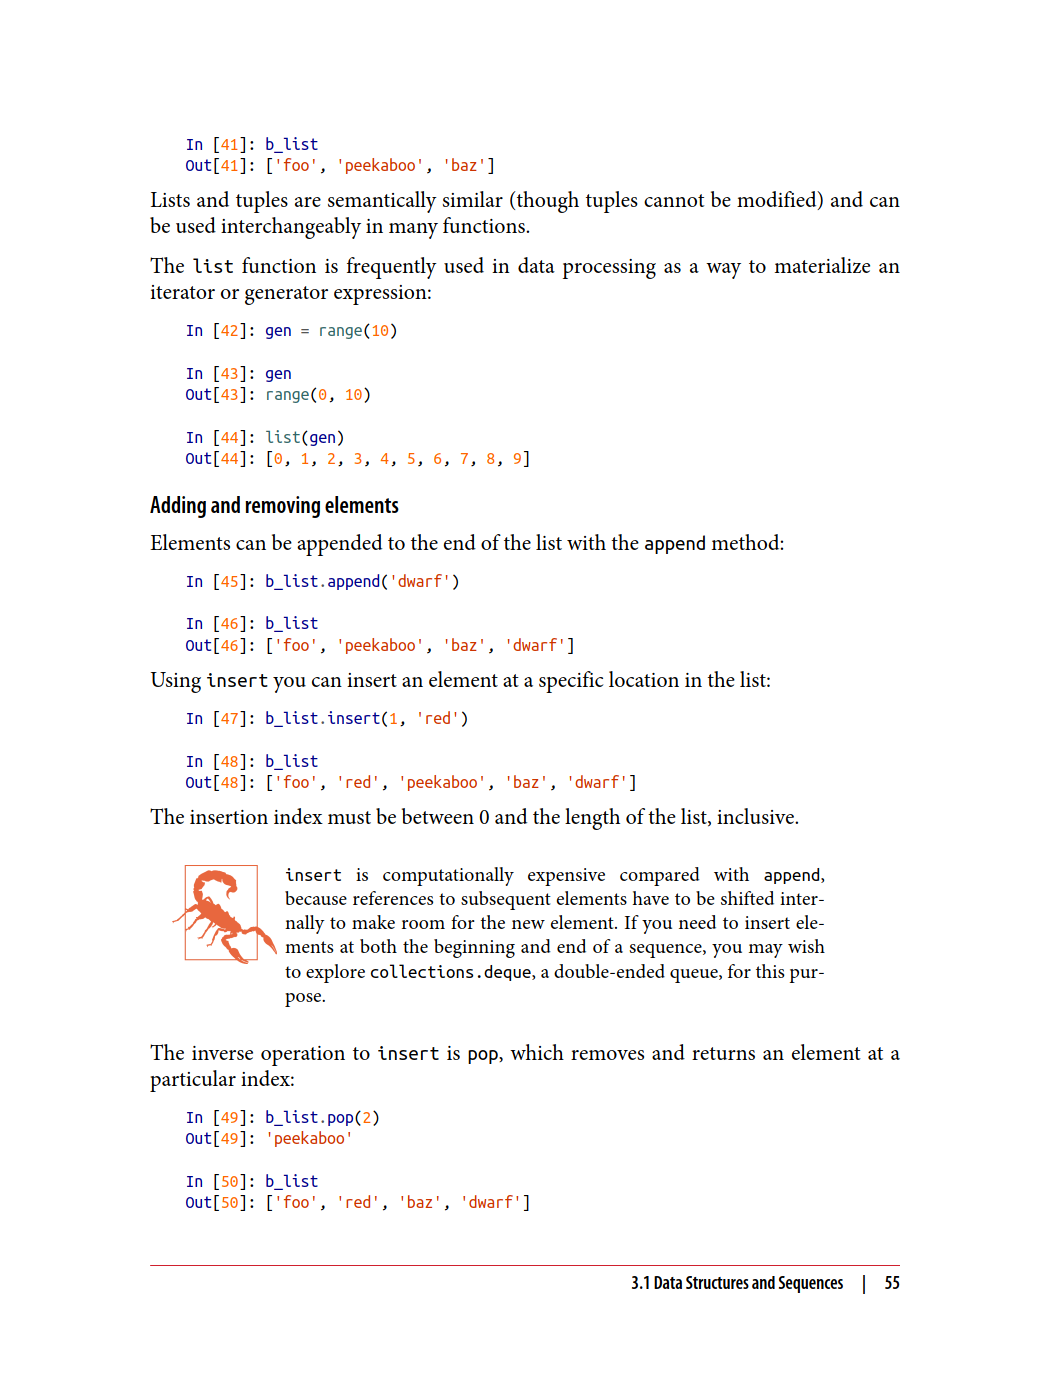 In [41]: b_list
Out[41]: ['foo', 'peekaboo', 'baz']
Lists and tuples are semantically similar (though tuples cannot be modified) and can
be used interchangeably in many functions.
The list function is frequently used in data processing as a way to materialize an
iterator or generator expression:
In [42]: gen = range(10)
In [43]: gen
Out[43]: range(0, 10)
In [44]: list(gen)
Out[44]: [0, 1, 2, 3, 4, 5, 6, 7, 8, 9]
Adding and removing elements
Elements can be appended to the end of the list with the append method:
In [45]: b_list.append('dwarf')
In [46]: b_list
Out[46]: ['foo', 'peekaboo', 'baz', 'dwarf']
Using insert you can insert an element at a specific location in the list:
In [47]: b_list.insert(1, 'red')
In [48]: b_list
Out[48]: ['foo', 'red', 'peekaboo', 'baz', 'dwarf']
The insertion index must be between 0 and the length of the list, inclusive.
insert is computationally expensive compared with append,
because references to subsequent elements have to be shifted inter-
nally to make room for the new element. If you need to insert ele-
ments at both the beginning and end of a sequence, you may wish
to explore collections.deque, a double-ended queue, for this pur-
pose.
The inverse operation to insert is pop, which removes and returns an element at a
particular index:
In [49]: b_list.pop(2)
Out[49]: 'peekaboo'
In [50]: b_list
Out[50]: ['foo', 'red', 'baz', 'dwarf']
3.1 Data Structures and Sequences | 55